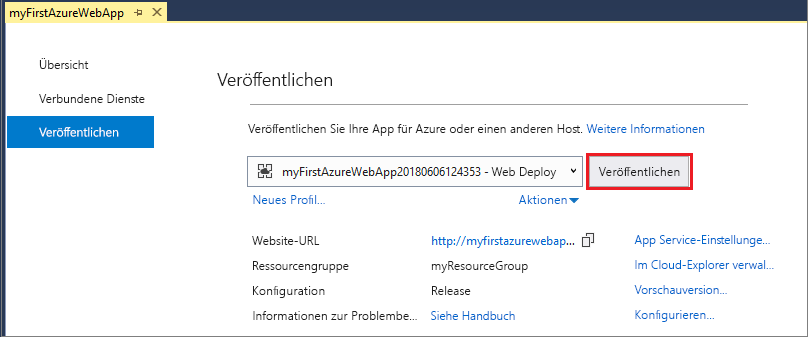 myFirstAzureWebApp
Übersicht
Verbundene Dienste
Veröffentlichen
Veröffentlichen
Veröffentlichen Sie Ihre App für Azure oder einen anderen Host. Weitere Informationen
myFirstAzureWebApp20180606124353 - Web Deploy Veröffentlichen
Neues Profil... Aktionen
Website-URL http://myfirstazurewebap... App Service-Einstellunge...
Ressourcengruppe myResourceGroup Im Cloud-Explorer verwal...
Konfiguration Release Vorschauversion...
Informationen zur Problembe... Siehe Handbuch Konfigurieren...